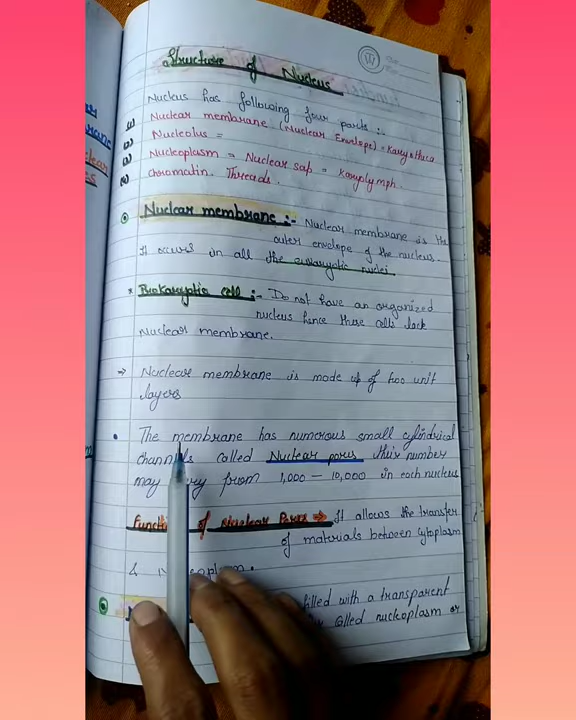 Structure of Nucleus
Nucleus has following four parts :
(1) Nuclear membrane (Nuclear Envelope) = Karyotheca
(2) Nucleolus =
(3) Nucleoplasm = Nuclear sap = Karyolymph.
(4) Chromatin Threads.
Nuclear membrane :- Nuclear membrane is the
outer envelope of the nucleus.
It occurs in all the eukaryotic nuclei.
* Prokaryotic cell :- Do not have an organized
nucleus hence these cells lack
Nuclear membrane.
→ Nuclear membrane is made up of two unit
layers
• The membrane has numerous small cylindrical
channels called Nuclear pores their number
may from 1,000 – 10,000 in each nucleus
of Nuclear Pores → It allows the transfer
of materials between cytoplasm
&
filled with a transparent
called nucleoplasm or
W